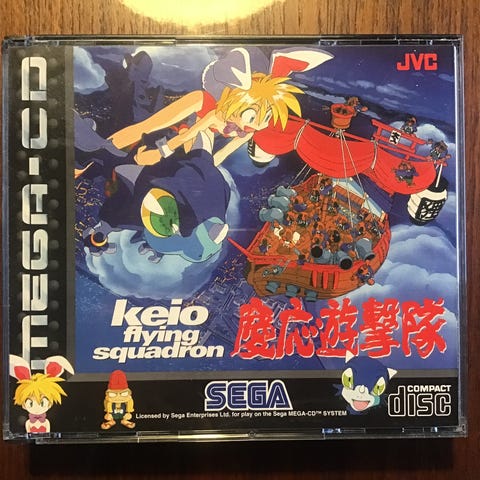 MEGA-CD
JVC
keio
flying
squadron
慶応遊撃隊
SEGA
Licensed by Sega Enterprises Ltd. for play on the Sega MEGA-CD™ SYSTEM
COMPACT
disc